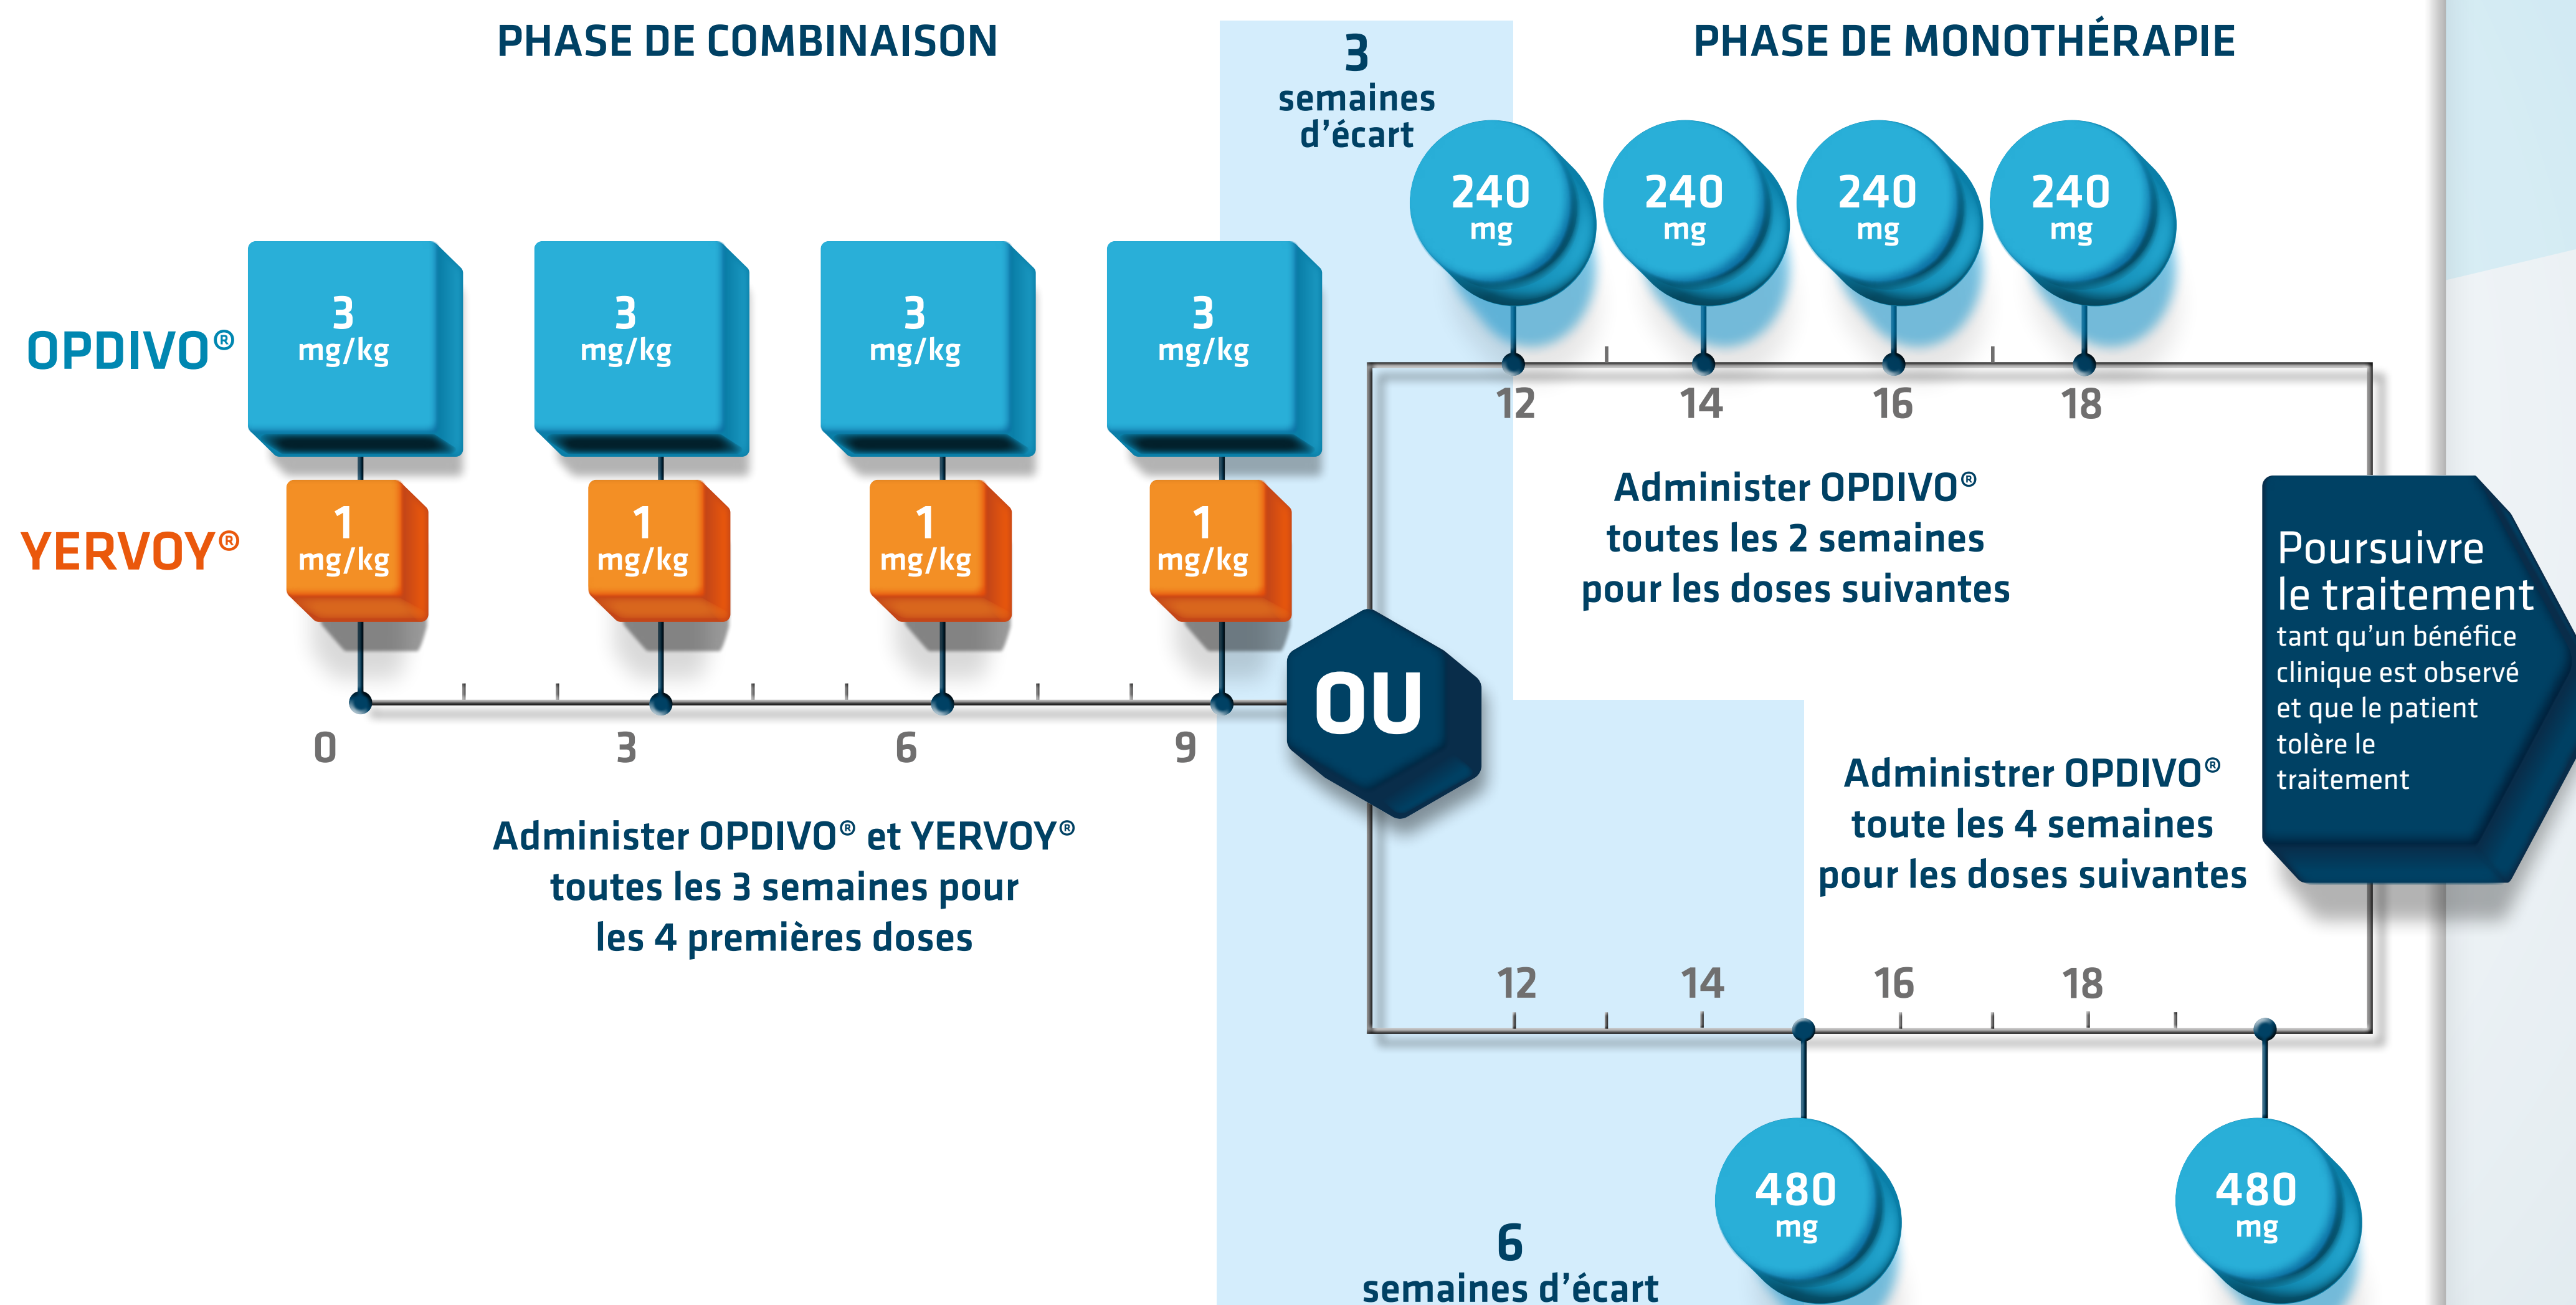 PHASE DE COMBINAISON
3
semaines
d'écart
PHASE DE MONOTHÉRAPIE
240
mg
240
mg
240
mg
240
mg
OPDIVO®
3
mg/kg
3
mg/kg
3
mg/kg
3
mg/kg
12
14
16
18
YERVOY®
1
mg/kg
1
mg/kg
1
mg/kg
1
mg/kg
Administer OPDIVO®
toutes les 2 semaines
pour les doses suivantes
0
3
6
9
OU
Poursuivre
le traitement
tant qu'un bénéfice
clinique est observé
et que le patient
tolère le
traitement
Administer OPDIVO® et YERVOY®
toutes les 3 semaines pour
les 4 premières doses
Administrer OPDIVO®
toute les 4 semaines
pour les doses suivantes
12
14
16
18
480
mg
480
mg
6
semaines d'écart